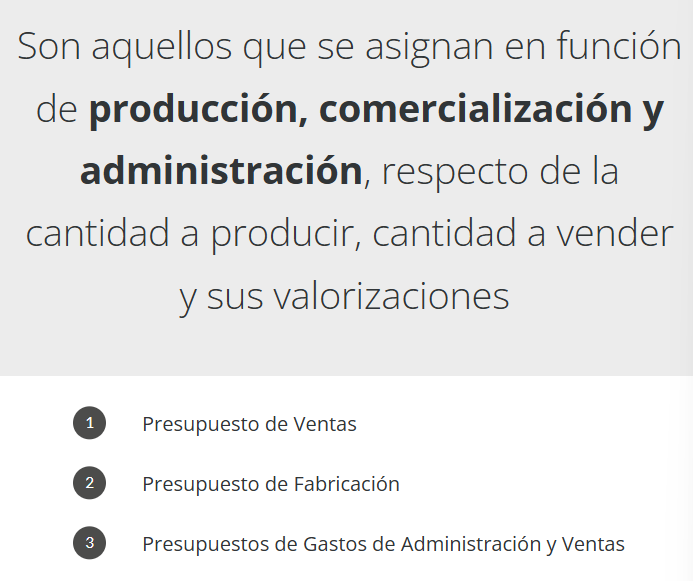 Son aquellos que se asignan en función
de producción, comercialización y
administración, respecto de la
cantidad a producir, cantidad a vender
y sus valorizaciones
1 Presupuesto de Ventas
2 Presupuesto de Fabricación
3 Presupuestos de Gastos de Administración y Ventas